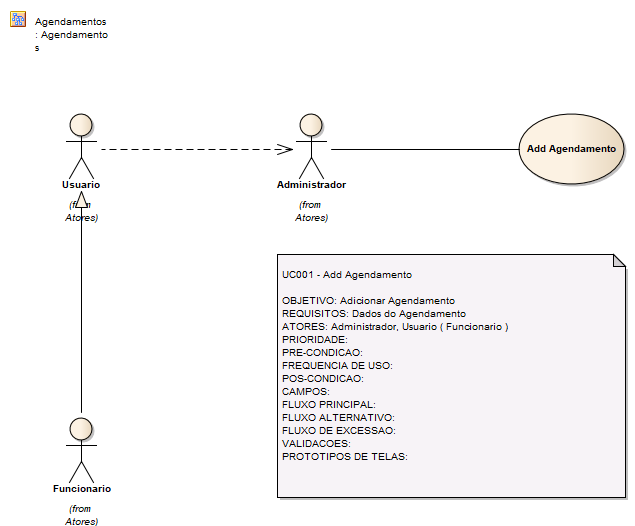 Agendamentos
: Agendamento
s
Usuario
(from
Atores)
Administrador
(from
Atores)
Add Agendamento
UC001 - Add Agendamento
OBJETIVO: Adicionar Agendamento
REQUISITOS: Dados do Agendamento
ATORES: Administrador, Usuario ( Funcionario )
PRIORIDADE:
PRE-CONDICAO:
FREQUENCIA DE USO:
POS-CONDICAO:
CAMPOS:
FLUXO PRINCIPAL:
FLUXO ALTERNATIVO:
FLUXO DE EXCESSAO:
VALIDACOES:
PROTOTIPOS DE TELAS:
Funcionario
(from
Atores)